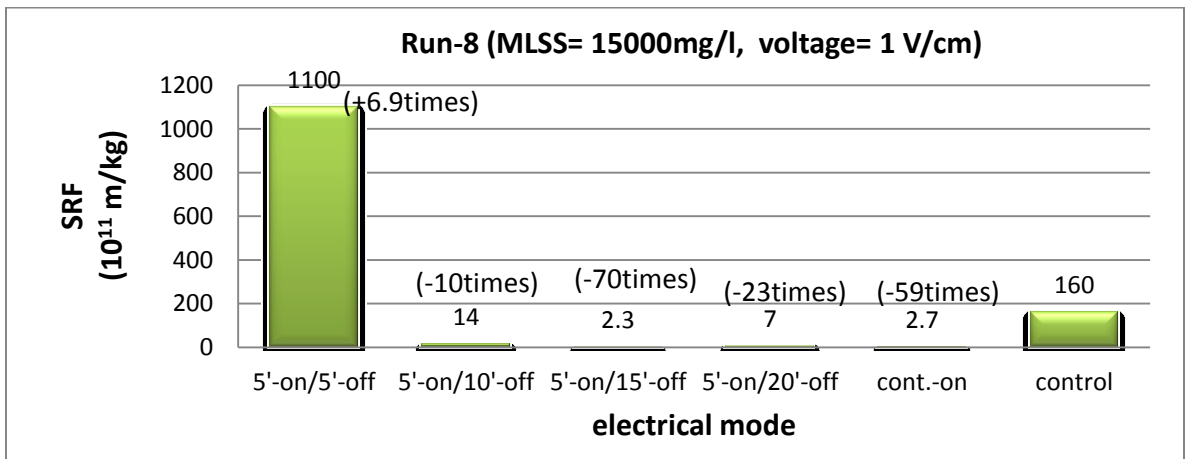 Run-8 (MLSS= 15000mg/l, voltage= 1 V/cm)
SRF
(10¹¹ m/kg)
1200
1000
800
600
400
200
0
1100
(+6.9times)
(-10times)
14
(-70times)
2.3
(-23times)
7
(-59times)
2.7
160
5'-on/5'-off 5'-on/10'-off 5'-on/15'-off 5'-on/20'-off cont.-on control
electrical mode